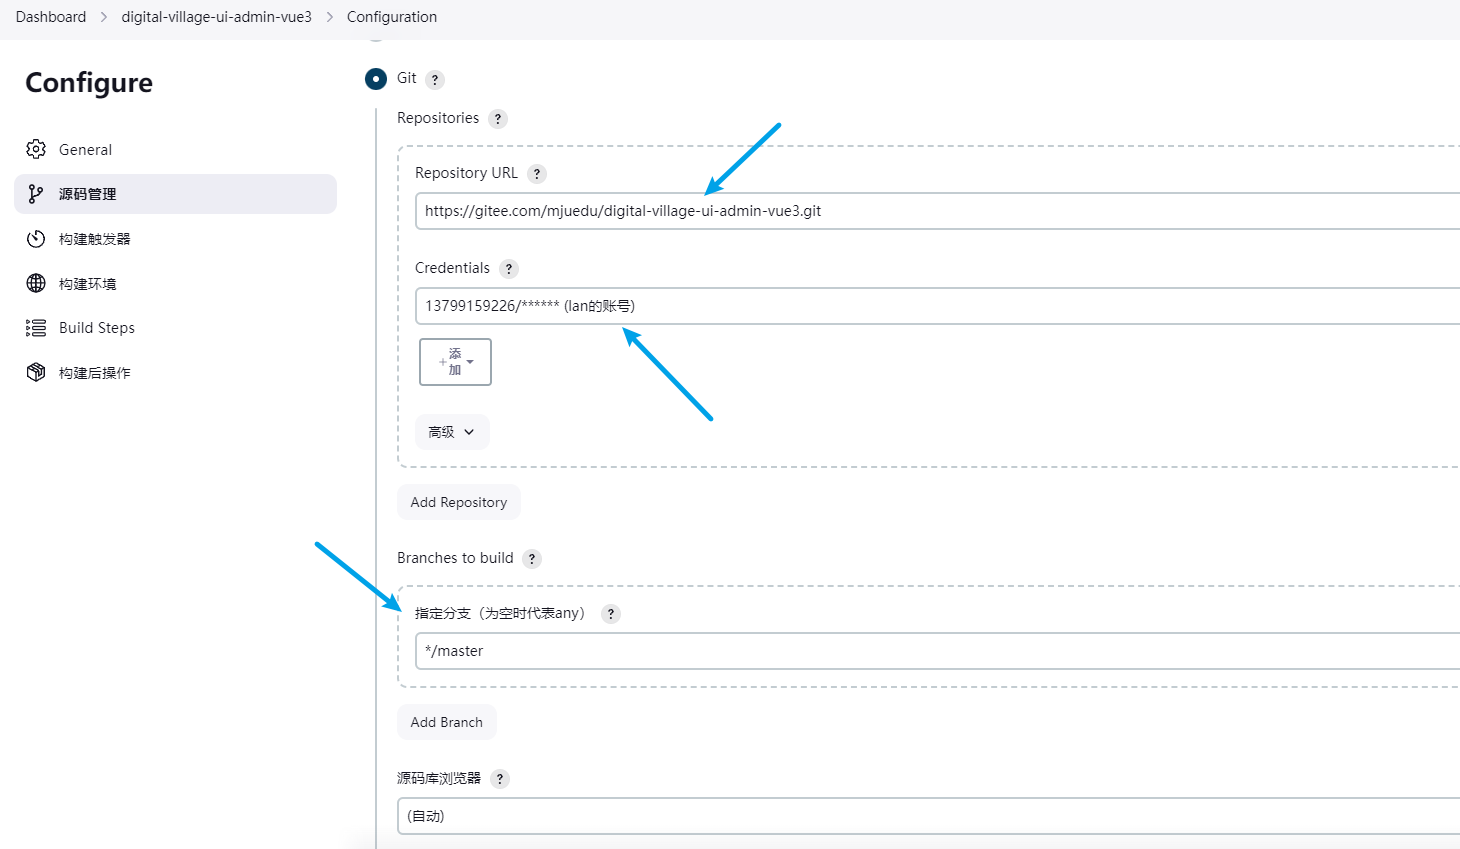 Dashboard > digital-village-ui-admin-vue3 > Configuration
Configure
General
源码管理
构建触发器
构建环境
Build Steps
构建后操作
Git ?
Repositories ?
Repository URL ?
https://gitee.com/mjuedu/digital-village-ui-admin-vue3.git
Credentials ?
13799159226/****** (lan的账号)
+添
加
高级
Add Repository
Branches to build ?
指定分支（为空时代表any） ?
*/master
Add Branch
源码库浏览器 ?
(自动)